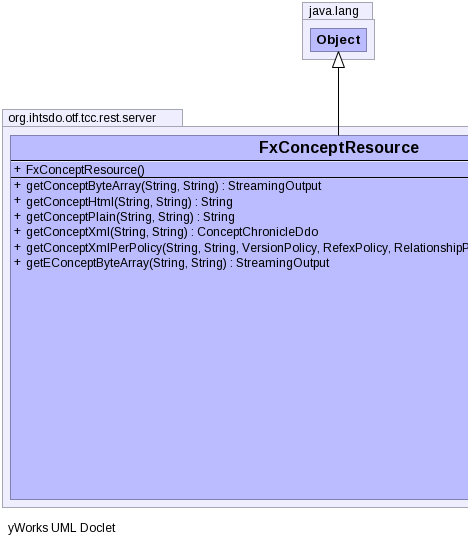 java.lang
Object
org.ihtsdo.otf.tcc.rest.server
FxConceptResource
+ FxConceptResource()
+ getConceptByteArray(String, String) : StreamingOutput
+ getConceptHtml(String, String) : String
+ getConceptPlain(String, String) : String
+ getConceptXml(String, String) : ConceptChronicleDdo
+ getConceptXmlPerPolicy(String, String, VersionPolicy, RefexPolicy, RelationshipP
+ getEConceptByteArray(String, String) : StreamingOutput
yWorks UML Doclet